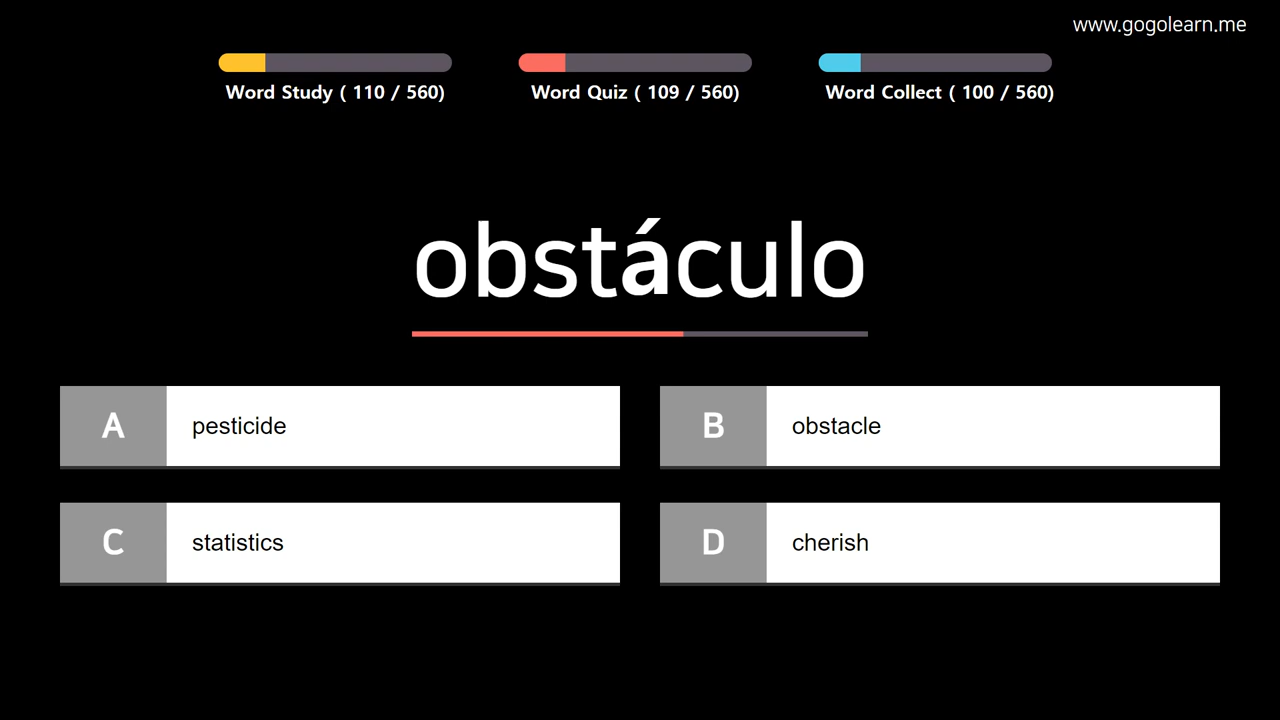 www.gogolearn.me
Word Study ( 110 / 560)
Word Quiz ( 109 / 560)
Word Collect ( 100 / 560)
obstáculo
A pesticide
B obstacle
C statistics
D cherish